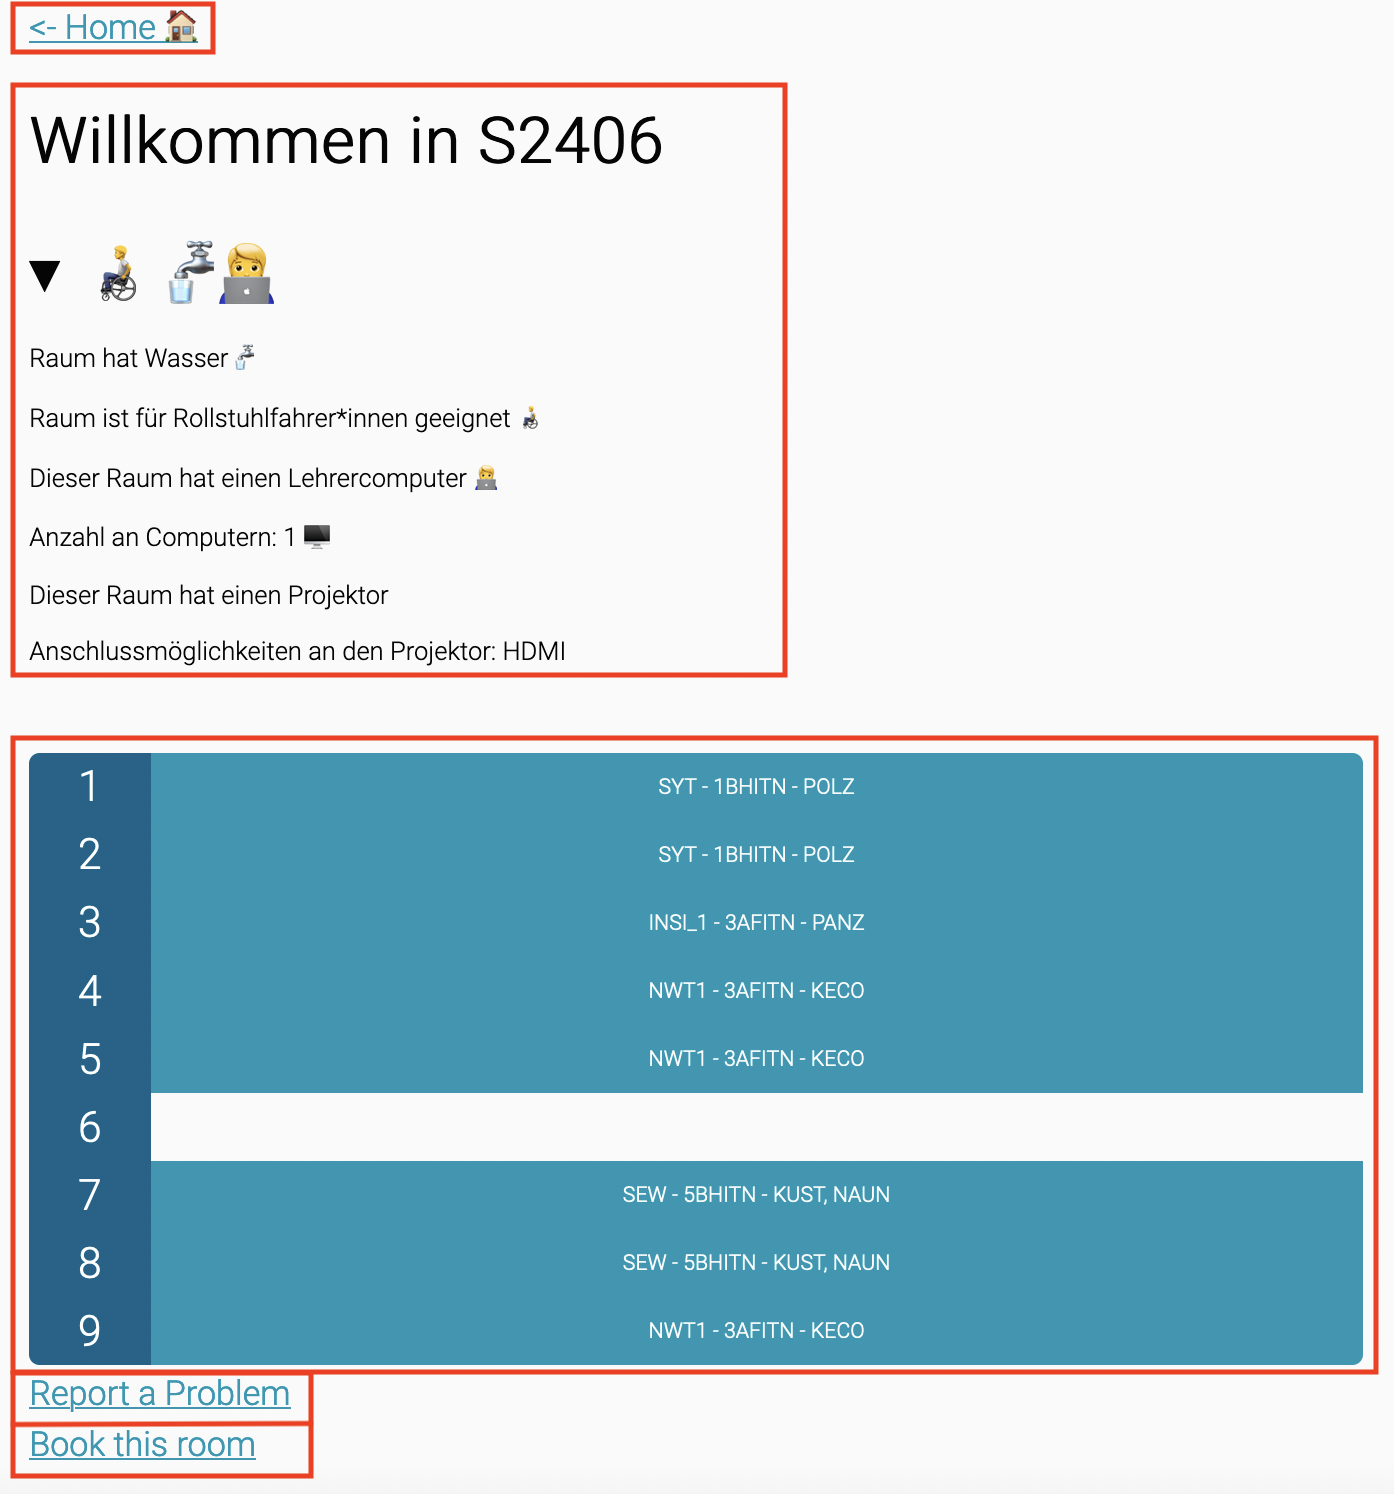 <- Home 🏠
Willkommen in S2406
▼ 👨‍🦽 🚰 🧑‍💻
Raum hat Wasser 🚰
Raum ist für Rollstuhlfahrer*innen geeignet 👨‍🦽
Dieser Raum hat einen Lehrercomputer 🧑‍💻
Anzahl an Computern: 1 🖥️
Dieser Raum hat einen Projektor
Anschlussmöglichkeiten an den Projektor: HDMI
1 SYT - 1BHITN - POLZ
2 SYT - 1BHITN - POLZ
3 INSI_1 - 3AFITN - PANZ
4 NWT1 - 3AFITN - KECO
5 NWT1 - 3AFITN - KECO
6
7 SEW - 5BHITN - KUST, NAUN
8 SEW - 5BHITN - KUST, NAUN
9 NWT1 - 3AFITN - KECO
Report a Problem
Book this room